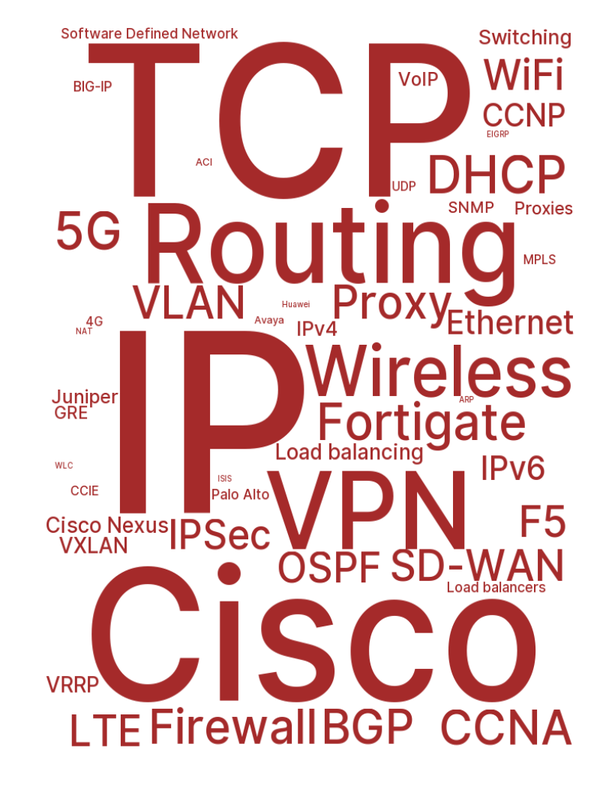 Software Defined Network
Switching
TCP
BIG-IP
VoIP
WiFi
CCNP
EIGRP
ACI
UDP
DHCP
SNMP
Proxies
5G
Routing
MPLS
VLAN
Huawei
Proxy
Avaya
IPv4
Ethernet
4G
NAT
IP
Wireless
Juniper
GRE
ARP
Fortigate
Load balancing
IPv6
WLC
ISIS
CCIE
Palo Alto
VPN
F5
Cisco Nexus
IPSec
VXLAN
OSPF
SD-WAN
Load balancers
Cisco
VRRP
LTE
Firewall
BGP
CCNA